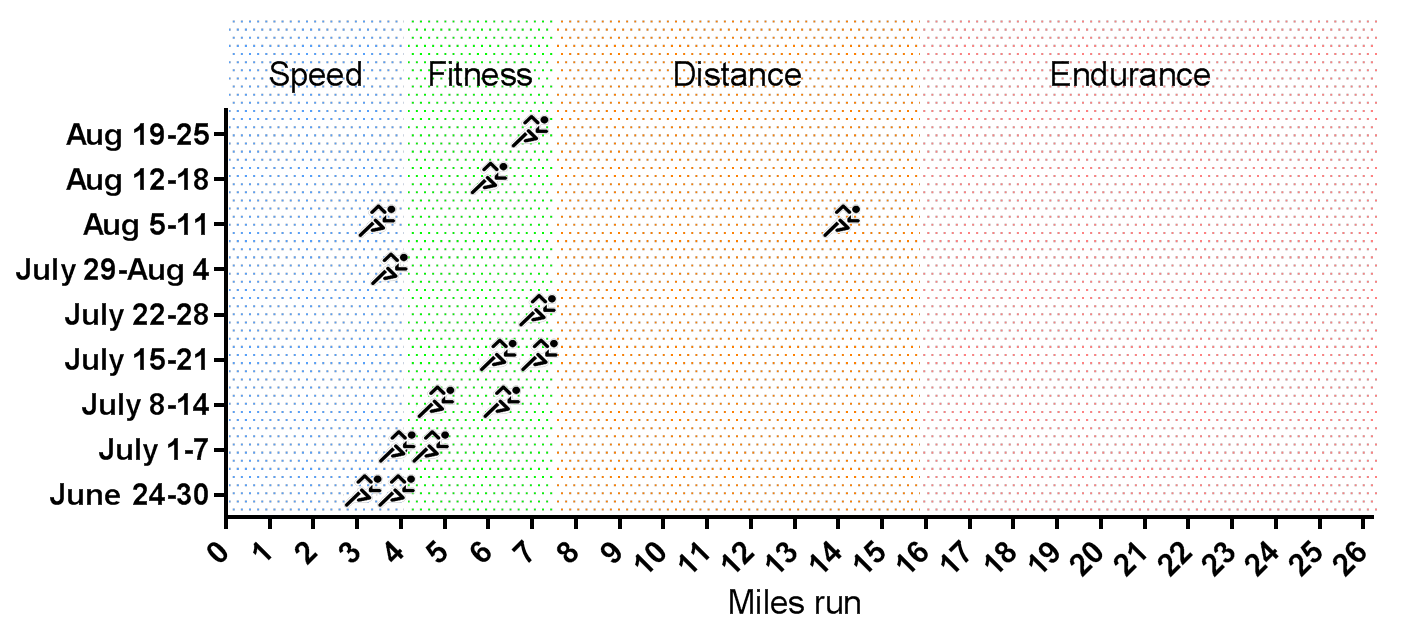 Speed Fitness Distance Endurance
Aug 19-25
Aug 12-18
Aug 5-11
July 29-Aug 4
July 22-28
July 15-21
July 8-14
July 1-7
June 24-30
0 1 2 3 4 5 6 7 8 9 10 11 12 13 14 15 16 17 18 19 20 21 22 23 24 25 26
Miles run